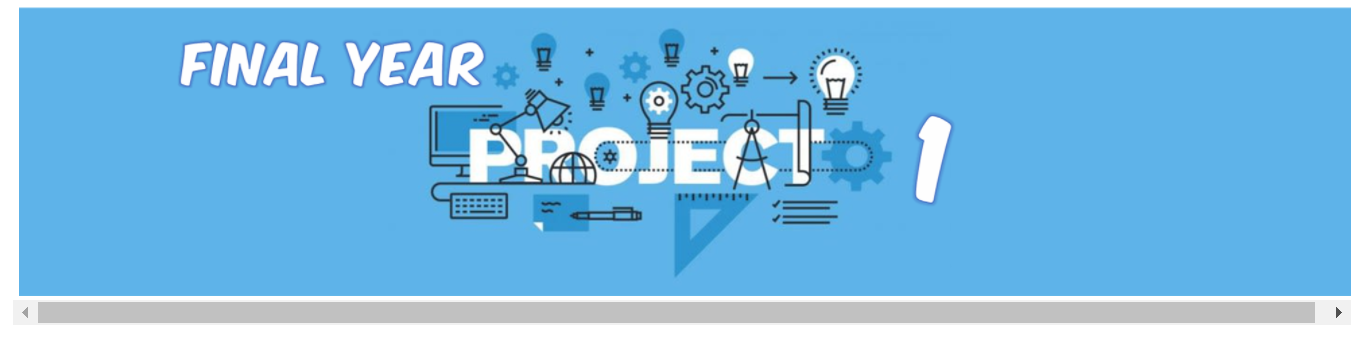 FINAL YEAR
PROJECT
1